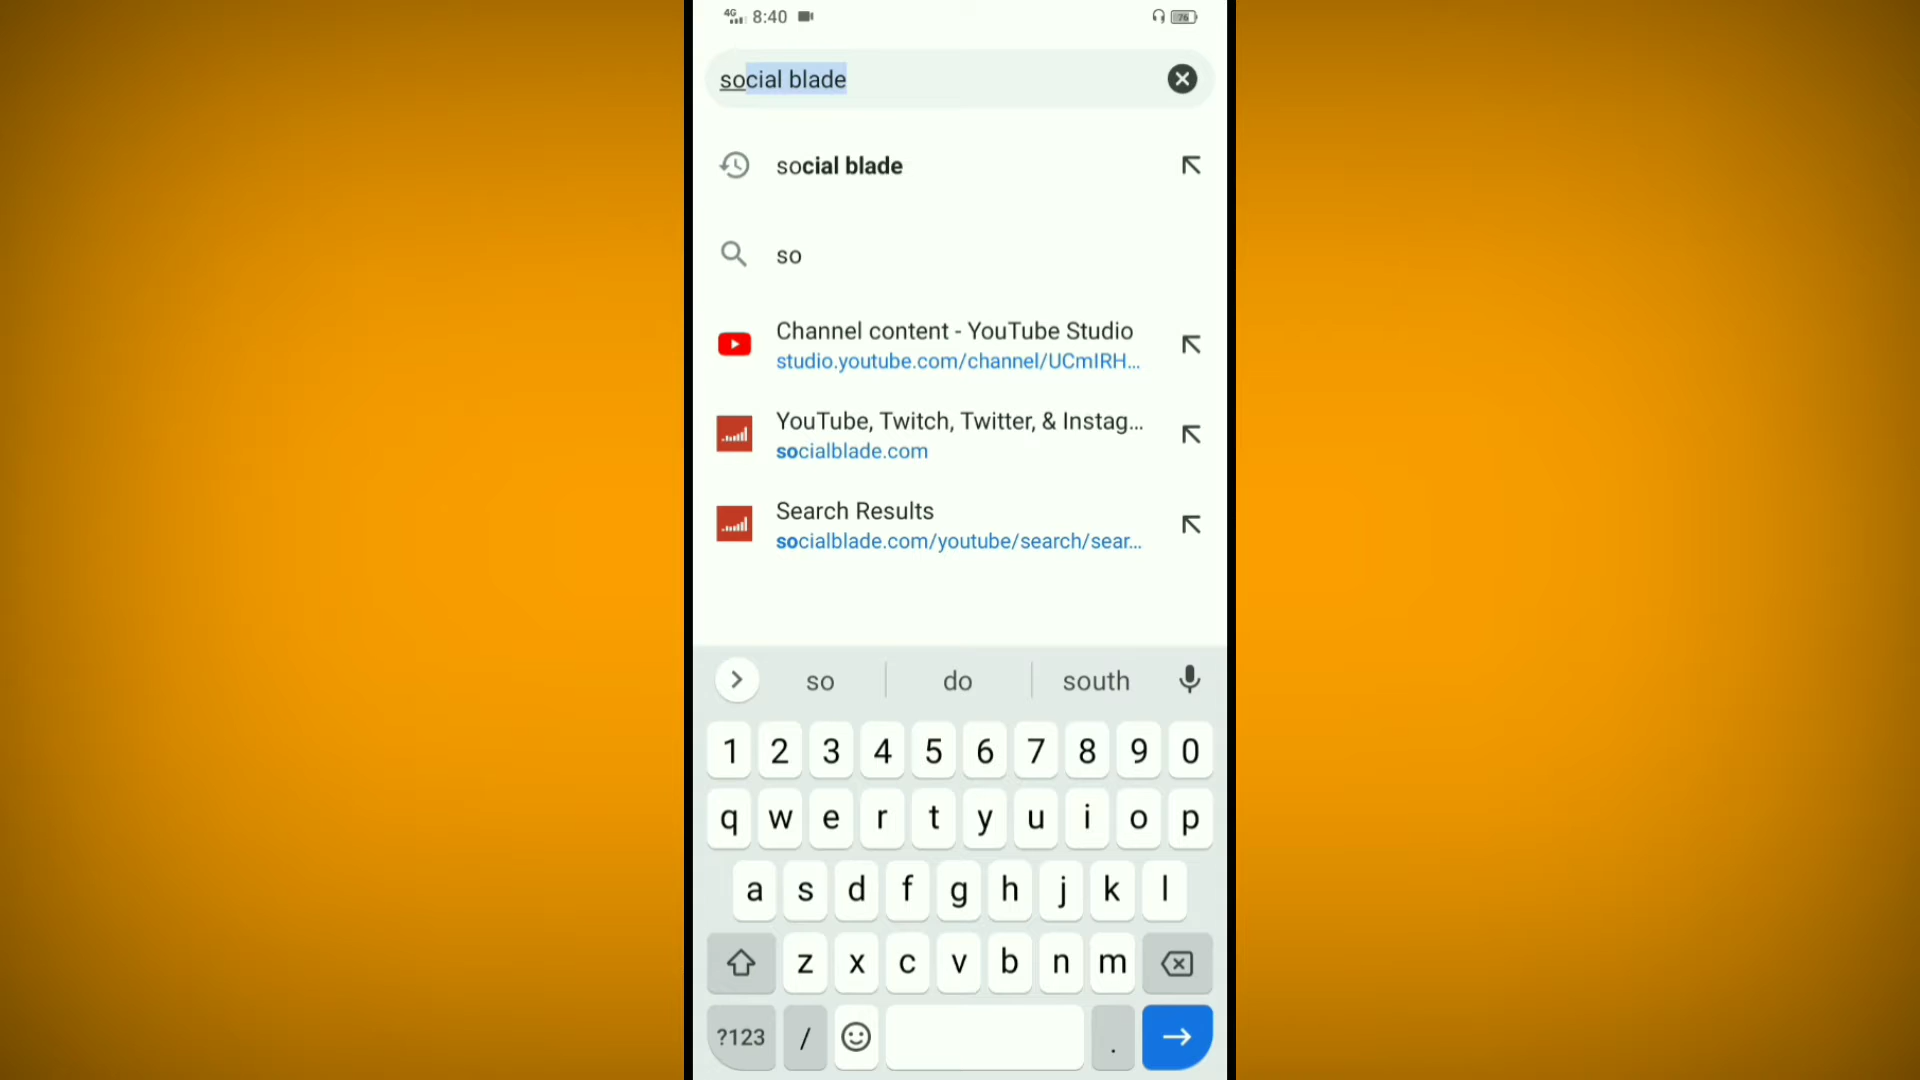 4G 8:40 76
social blade
social blade
so
Channel content - YouTube Studio
studio.youtube.com/channel/UCmIRH...
YouTube, Twitch, Twitter, & Instag...
socialblade.com
Search Results
socialblade.com/youtube/search/sear...
so do south
1 2 3 4 5 6 7 8 9 0
q w e r t y u i o p
a s d f g h j k l
z x c v b n m
?123 / .